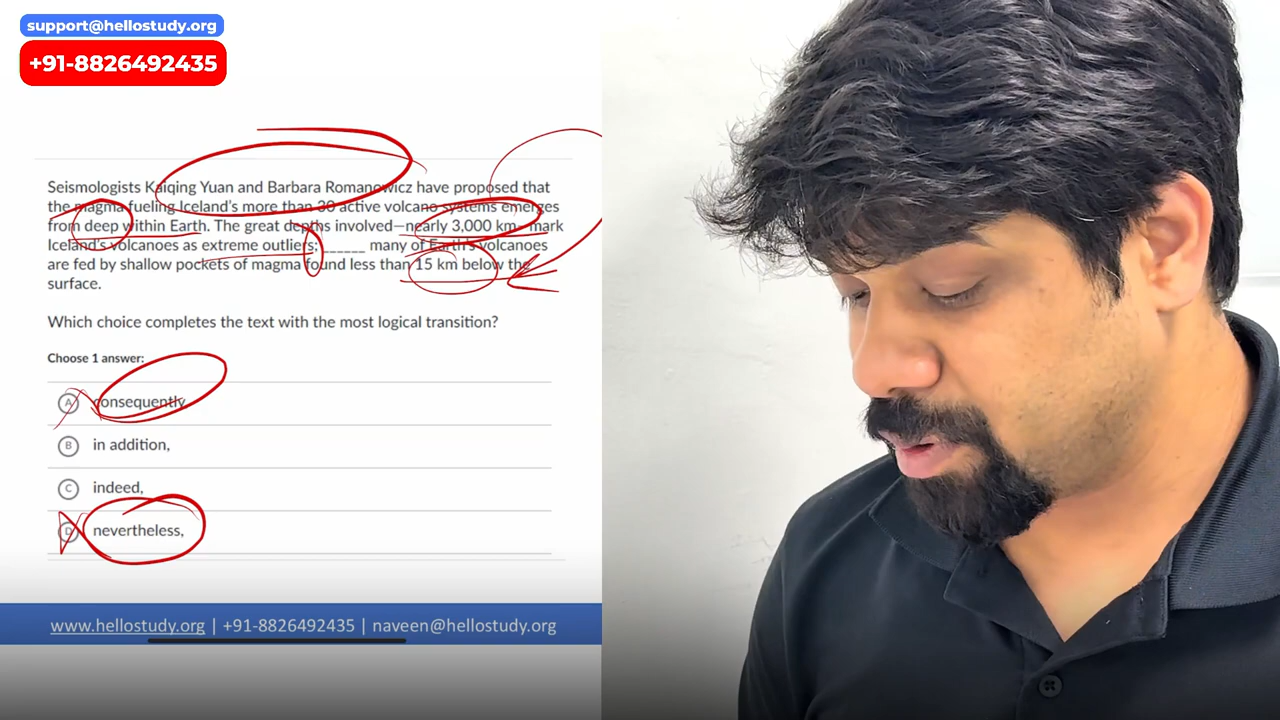 support@hellostudy.org
+91-8826492435
Seismologists Kaiqing Yuan and Barbara Romanowicz have proposed that
the magma fueling Iceland's more than 30 active volcano systems emerges
from deep within Earth. The great depths involved—nearly 3,000 km—mark
Iceland's volcanoes as extreme outliers; ______ many of Earth's volcanoes
are fed by shallow pockets of magma found less than 15 km below the
surface.
Which choice completes the text with the most logical transition?
Choose 1 answer:
A consequently,
B in addition,
C indeed,
D nevertheless,
www.hellostudy.org | +91-8826492435 | naveen@hellostudy.org